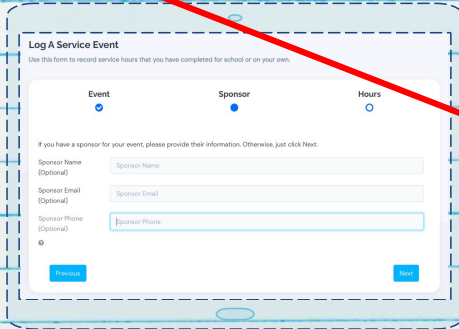 Log A Service Event
Use this form to record service hours that you have completed for school or on your own.
Event Sponsor Hours
If you have a sponsor for your event, please provide their information. Otherwise, just click Next.
Sponsor Name
(Optional)
Sponsor Name
Sponsor Email
(Optional)
Sponsor Email
Sponsor Phone
(Optional)
Sponsor Phone
?
Previous Next